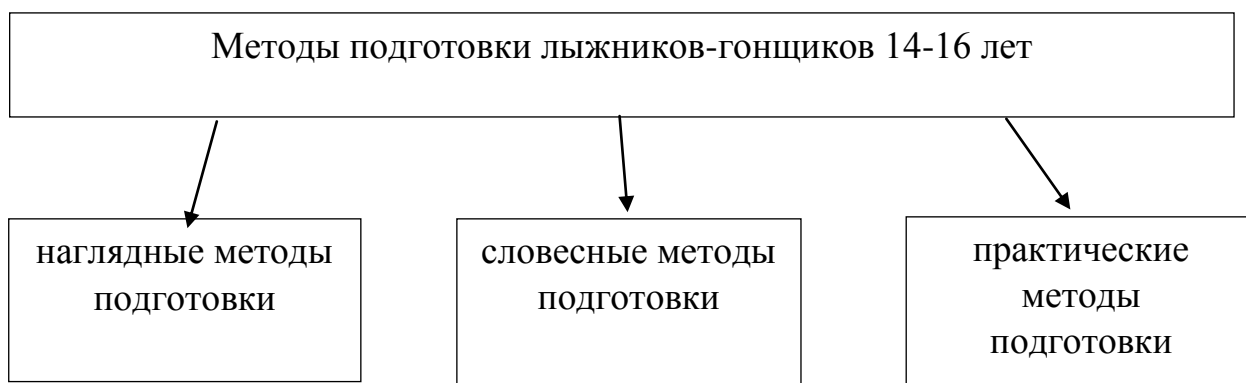 Методы подготовки лыжников-гонщиков 14-16 лет
наглядные методы
подготовки
словесные методы
подготовки
практические
методы
подготовки